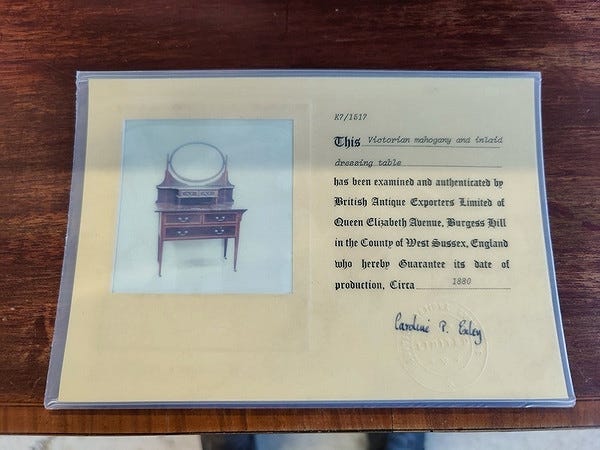 K7/1517
This Victorian mahogany and inlaid
dressing table
has been examined and authenticated by
British Antique Exporters Limited of
Queen Elizabeth Avenue, Burgess Hill
in the County of West Sussex, England
who hereby Guarantee its date of
production, Circa 1880
Caroline P.